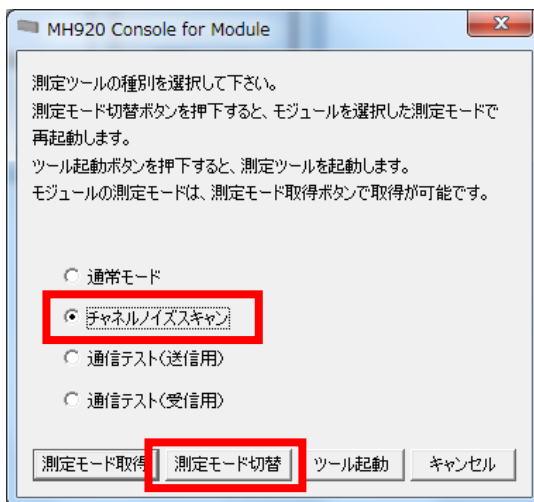 MH920 Console for Module
測定ツールの種別を選択して下さい。
測定モード切替ボタンを押下すると、モジュールを選択した測定モードで
再起動します。
ツール起動ボタンを押下すると、測定ツールを起動します。
モジュールの測定モードは、測定モード取得ボタンで取得が可能です。
通常モード
チャネルノイズスキャン
通信テスト(送信用)
通信テスト(受信用)
測定モード取得 測定モード切替 ツール起動 キャンセル